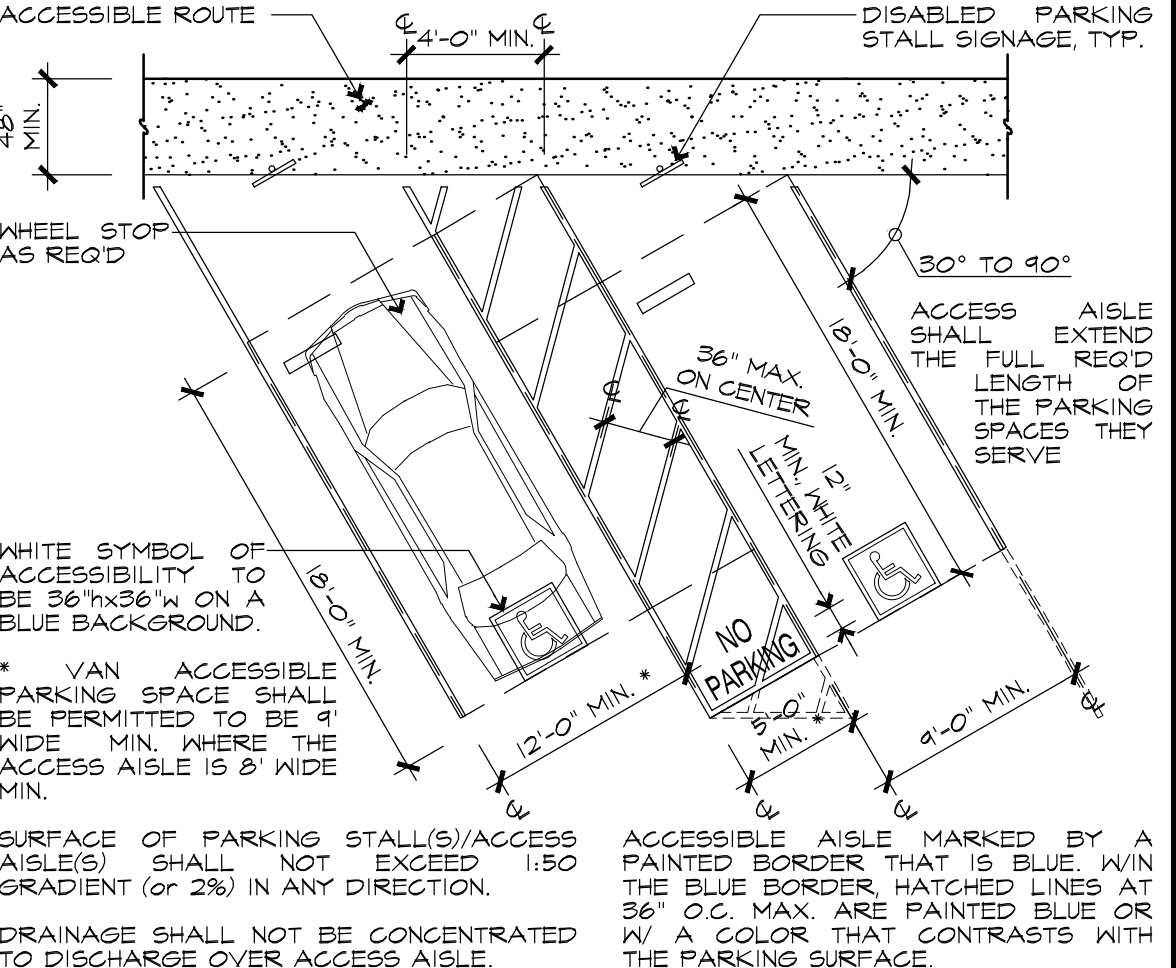 ACCESSIBLE ROUTE
℄ 4'-0" MIN. ℄
DISABLED PARKING
STALL SIGNAGE, TYP.
48"
MIN.
WHEEL STOP
AS REQ'D
30° TO 90°
ACCESS AISLE
SHALL EXTEND
THE FULL REQ'D
LENGTH OF
THE PARKING
SPACES THEY
SERVE
18'-0" MIN.
36" MAX.
ON CENTER
℄
℄
12"
MIN. WHITE
LETTERING
WHITE SYMBOL OF
ACCESSIBILITY TO
BE 36"hx36"w ON A
BLUE BACKGROUND.
18'-0" MIN.
NO
PARKING
* VAN ACCESSIBLE
PARKING SPACE SHALL
BE PERMITTED TO BE 9'
WIDE MIN. WHERE THE
ACCESS AISLE IS 8' WIDE
MIN.
12'-0" MIN. *
5'-0"
MIN. *
9'-0" MIN.
℄
℄
℄
℄
SURFACE OF PARKING STALL(S)/ACCESS
AISLE(S) SHALL NOT EXCEED 1:50
GRADIENT (or 2%) IN ANY DIRECTION.
DRAINAGE SHALL NOT BE CONCENTRATED
TO DISCHARGE OVER ACCESS AISLE.
ACCESSIBLE AISLE MARKED BY A
PAINTED BORDER THAT IS BLUE. W/IN
THE BLUE BORDER, HATCHED LINES AT
36" O.C. MAX. ARE PAINTED BLUE OR
W/ A COLOR THAT CONTRASTS WITH
THE PARKING SURFACE.